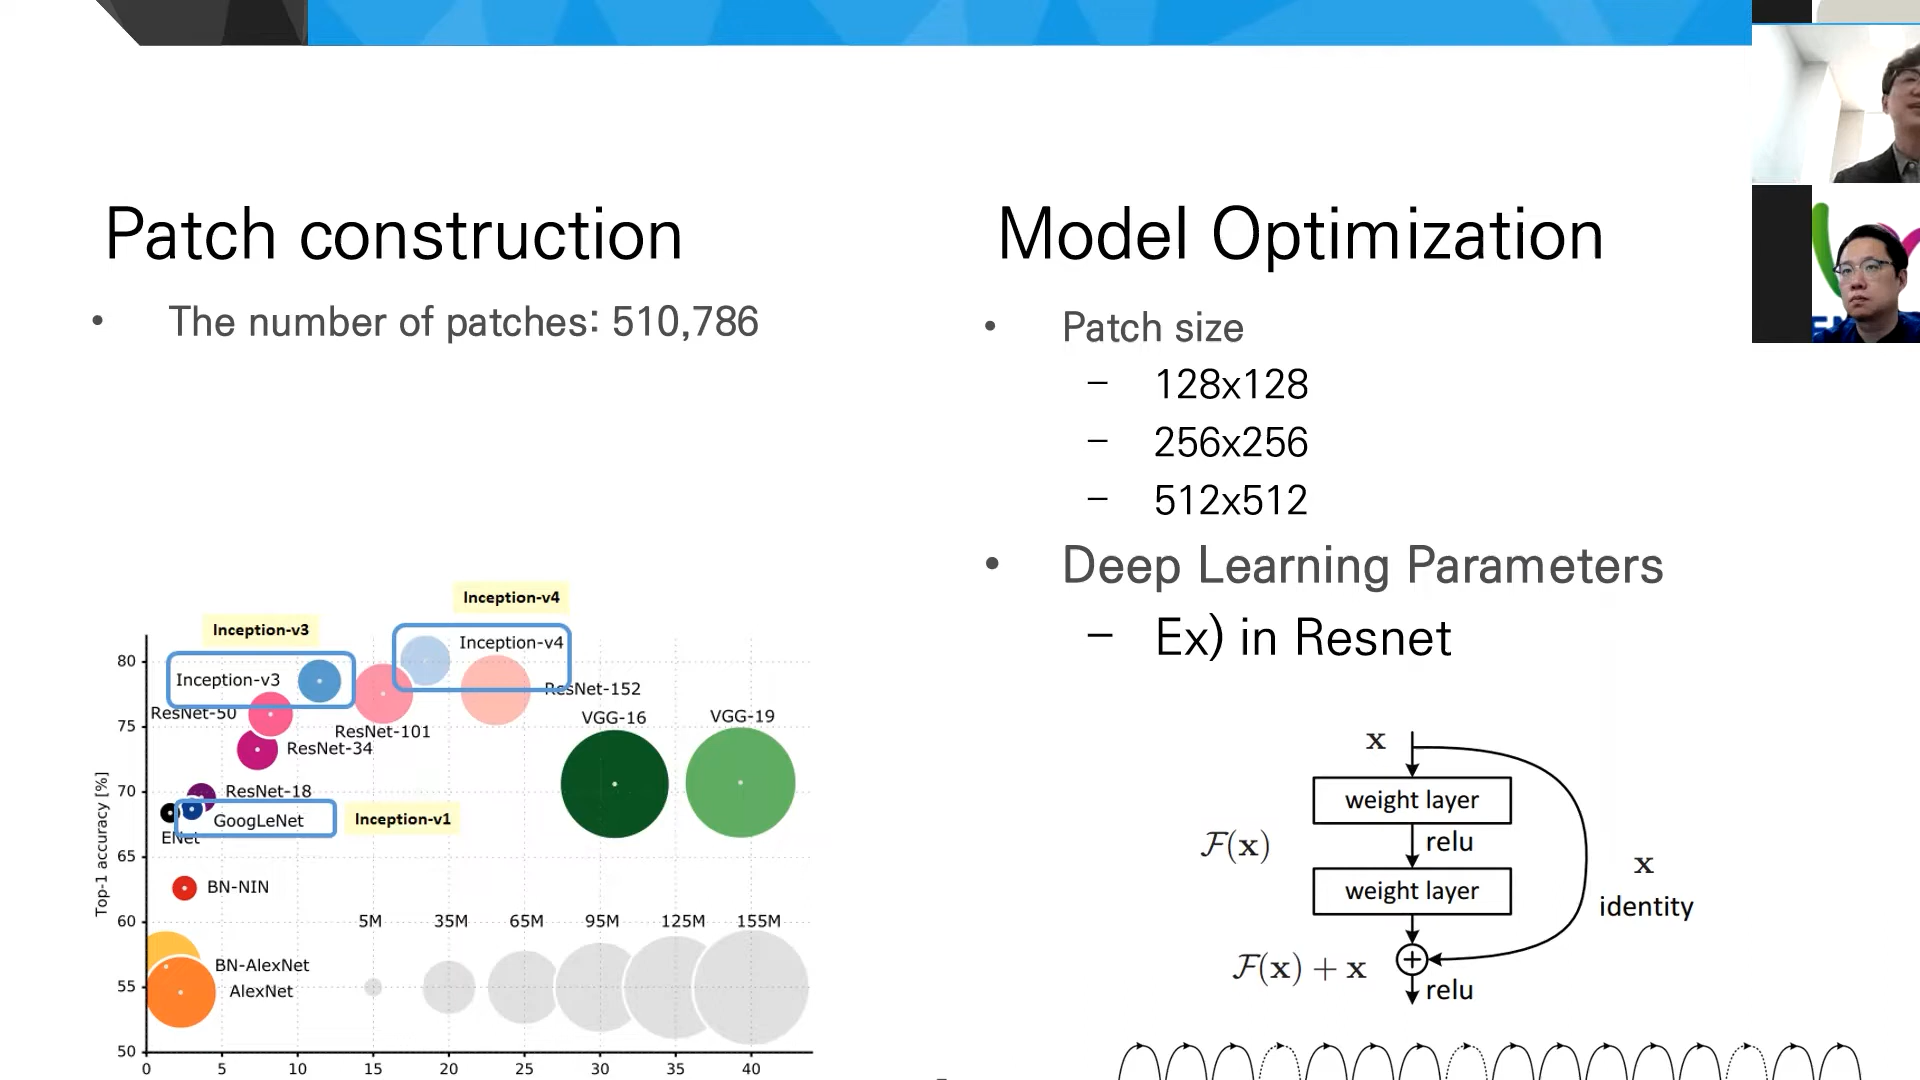 Patch construction
• The number of patches: 510,786
Inception-v4
Inception-v3
Inception-v4
Inception-v3
ResNet-152
ResNet-50
VGG-16
VGG-19
ResNet-101
ResNet-34
ResNet-18
GoogLeNet
Inception-v1
ENet
BN-NIN
5M 35M 65M 95M 125M 155M
BN-AlexNet
AlexNet
Top-1 accuracy [%]
80
75
70
65
60
55
50
0 5 10 15 20 25 30 35 40
Model Optimization
• Patch size
– 128x128
– 256x256
– 512x512
• Deep Learning Parameters
– Ex) in Resnet
x
weight layer
F(x)
relu
weight layer
x
identity
F(x) + x
+
relu